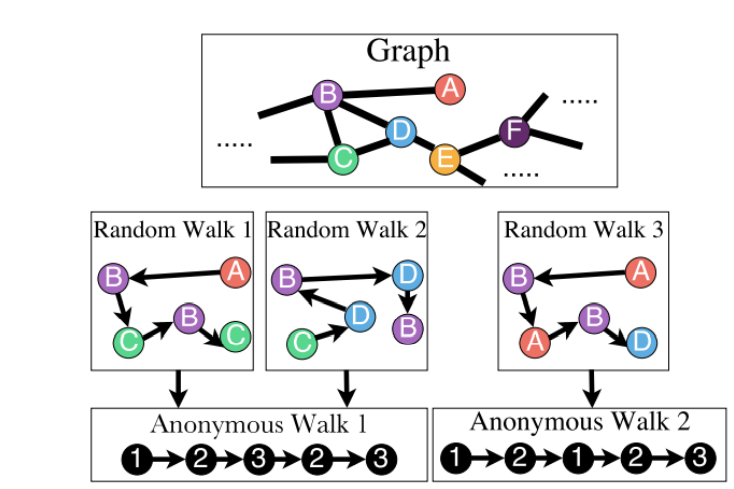 Graph
B A
D F
C E
..... ..... .....
Random Walk 1
B A
B
C C
Random Walk 2
B D
D B
C
Random Walk 3
B A
B
A D
Anonymous Walk 1
1 2 3 2 3
Anonymous Walk 2
1 2 1 2 3